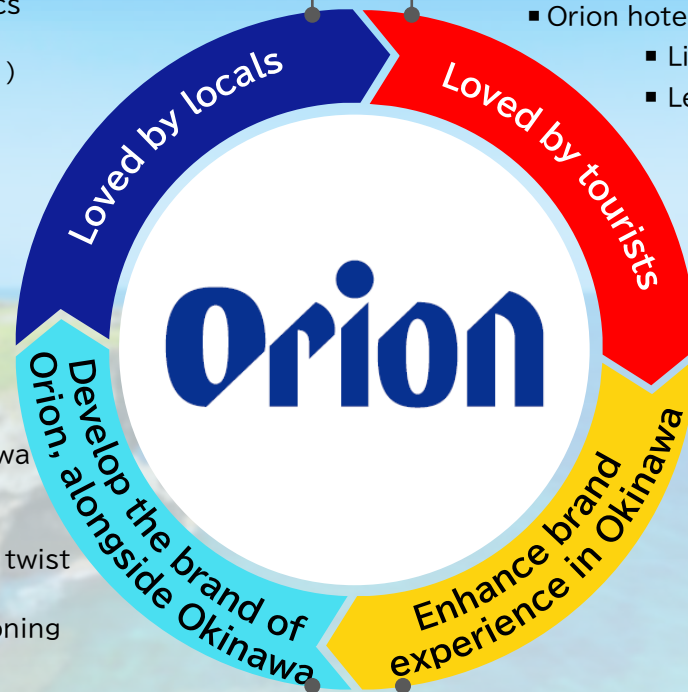 ▪ Orion hote
▪ Li
▪ Le
cs
)
Loved by locals
Loved by tourists
Orion
Enhance brand
experience in Okinawa
Develop the brand of
Orion, alongside Okinawa
wa
twist
oning